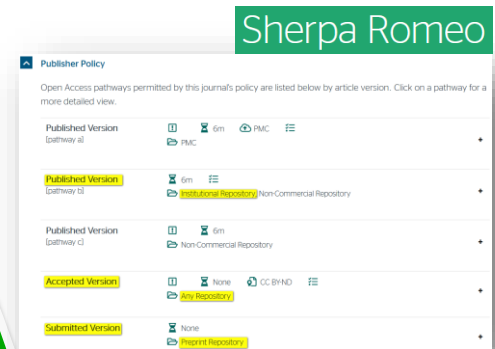 Sherpa Romeo
Publisher Policy
Open Access pathways permitted by this journal's policy are listed below by article version. Click on a pathway for a
more detailed view.
Published Version 6m PMC
[pathway a] PMC +
Published Version 6m
[pathway b] Institutional Repository, Non-Commercial Repository +
Published Version 6m
[pathway c] Non-Commercial Repository +
Accepted Version None CC BY-ND
Any Repository +
Submitted Version None
Preprint Repository +